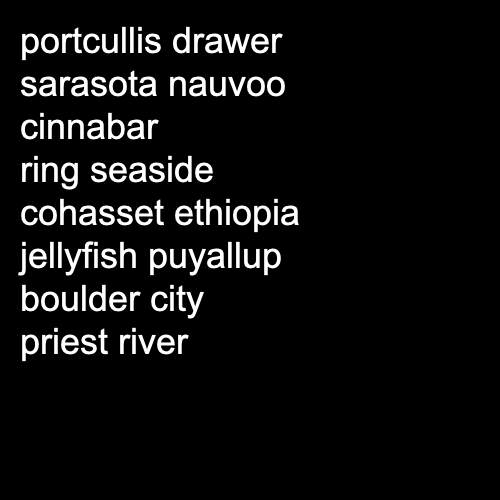 portcullis drawer
sarasota nauvoo
cinnabar
ring seaside
cohasset ethiopia
jellyfish puyallup
boulder city
priest river